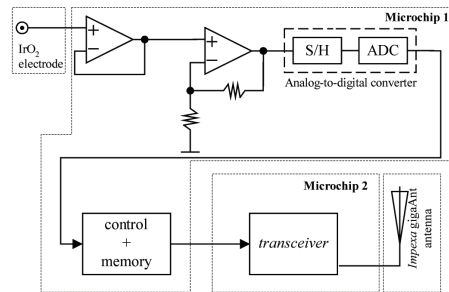 Microchip 1
IrO2
electrode
+
−
+
−
S/H
ADC
Analog-to-digital converter
Microchip 2
control
+
memory
transceiver
Impexa gigaAnt
antenna